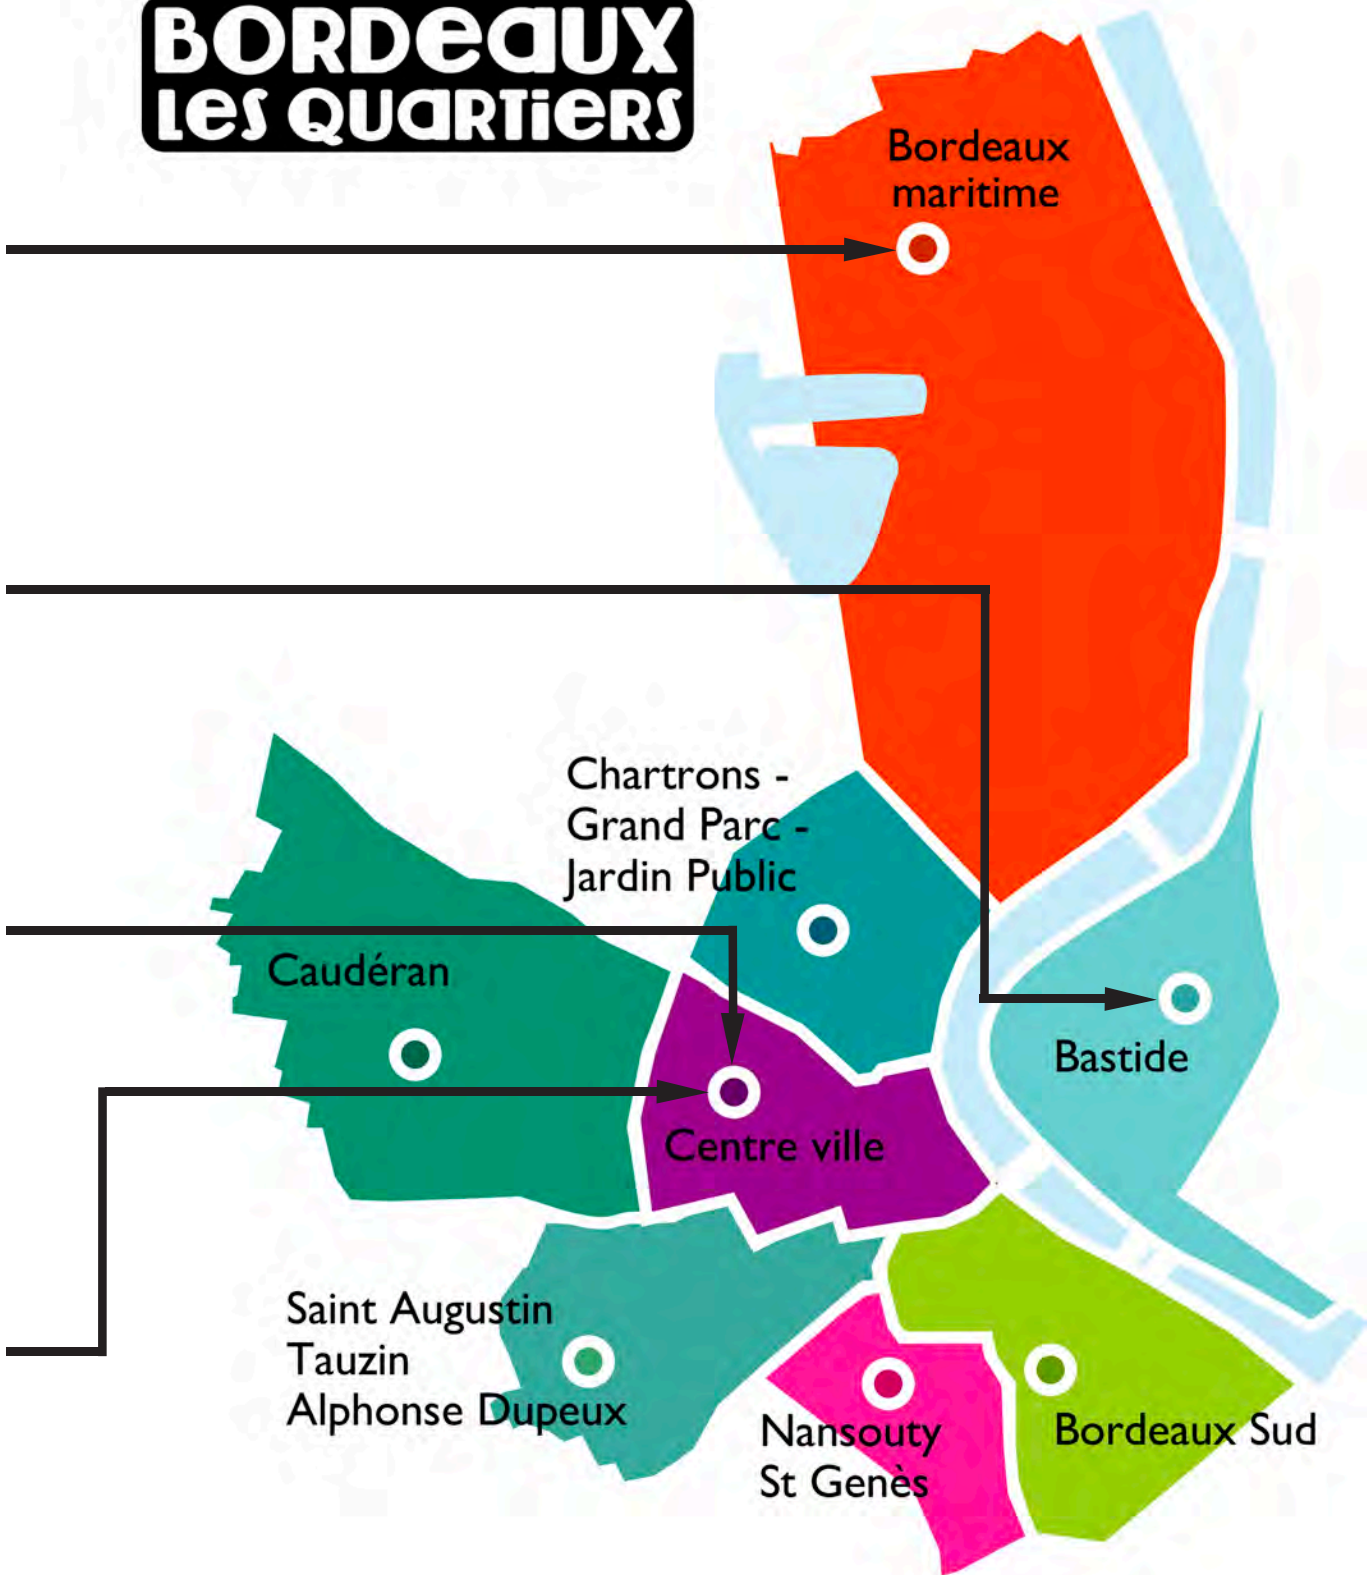 BORDeaUX
Les QUaRTieRS
Bordeaux
maritime
Chartrons -
Grand Parc -
Jardin Public
Caudéran
Bastide
Centre ville
Saint Augustin
Tauzin
Alphonse Dupeux
Nansouty
St Genès
Bordeaux Sud